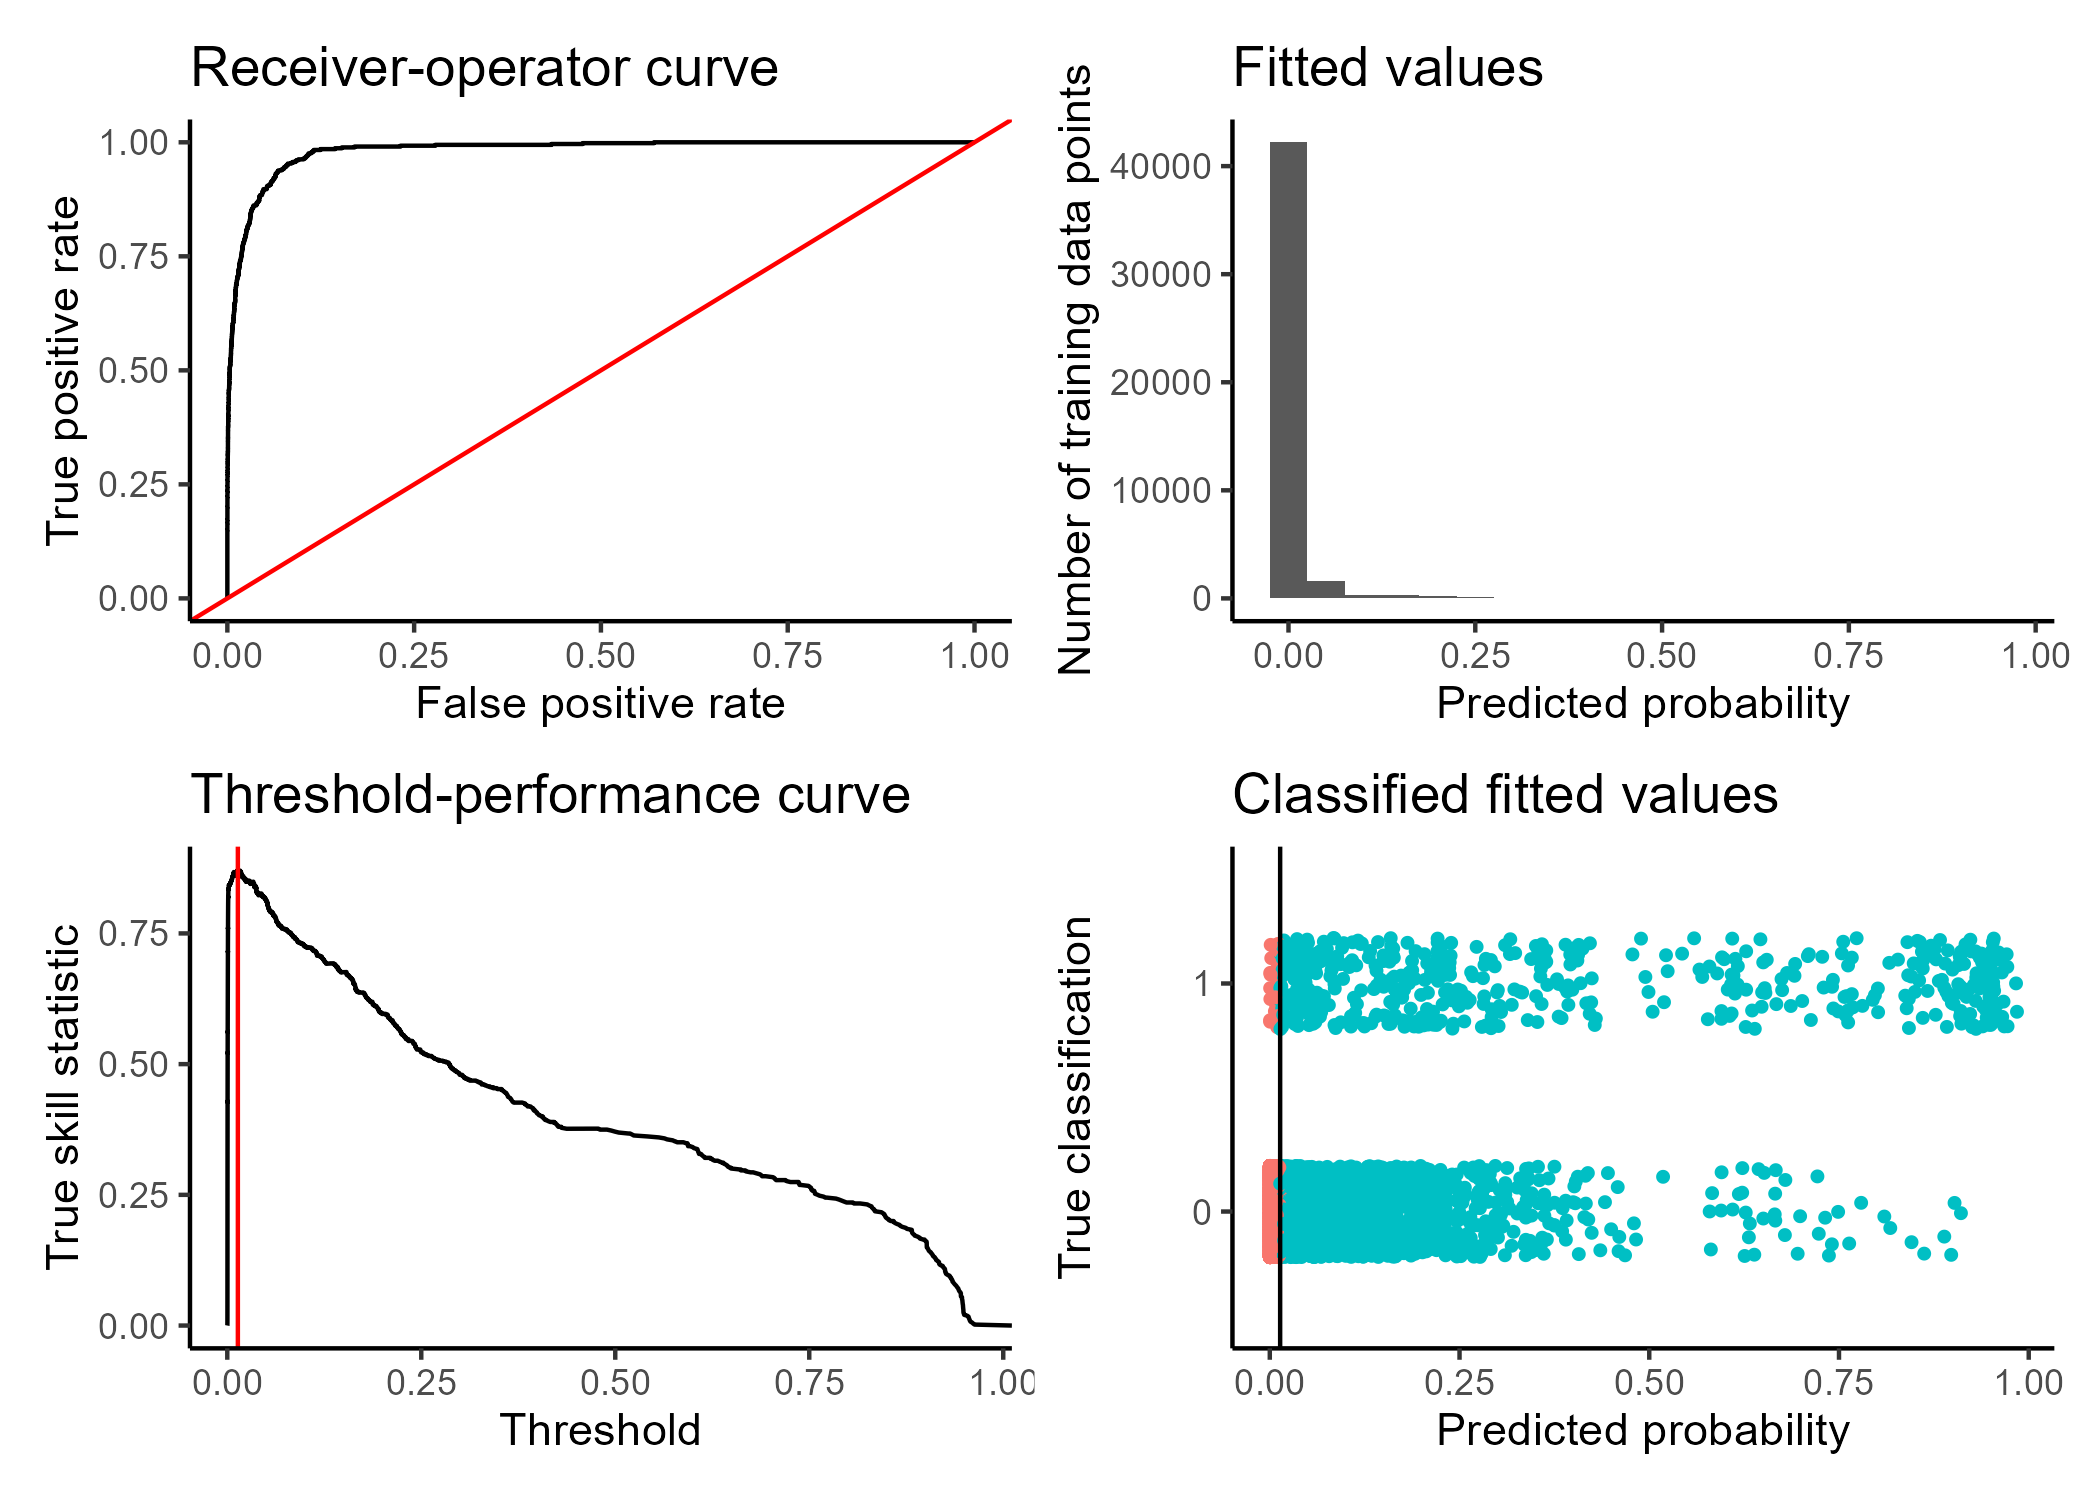 Receiver-operator curve
True positive rate
1.00
0.75
0.50
0.25
0.00
0.00 0.25 0.50 0.75 1.00
False positive rate
Fitted values
Number of training data points
40000
30000
20000
10000
0
0.00 0.25 0.50 0.75 1.00
Predicted probability
Threshold-performance curve
True skill statistic
0.75
0.50
0.25
0.00
0.00 0.25 0.50 0.75 1.00
Threshold
Classified fitted values
True classification
1
0
0.00 0.25 0.50 0.75 1.00
Predicted probability